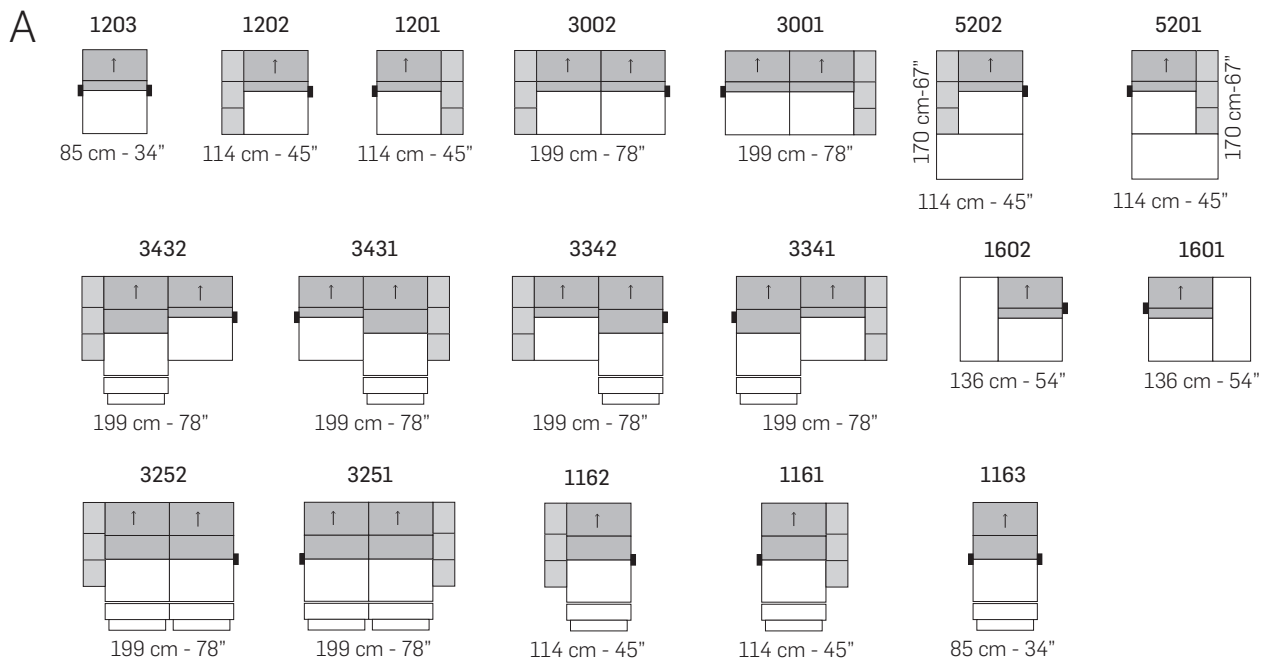 A
1203 1202 1201 3002 3001 5202 5201
170 cm-67" 170 cm-67"
85 cm - 34" 114 cm - 45" 114 cm - 45" 199 cm - 78" 199 cm - 78"
114 cm - 45" 114 cm - 45"
3432 3431 3342 3341 1602 1601
136 cm - 54" 136 cm - 54"
199 cm - 78" 199 cm - 78" 199 cm - 78" 199 cm - 78"
3252 3251 1162 1161 1163
199 cm - 78" 199 cm - 78" 114 cm - 45" 114 cm - 45" 85 cm - 34"